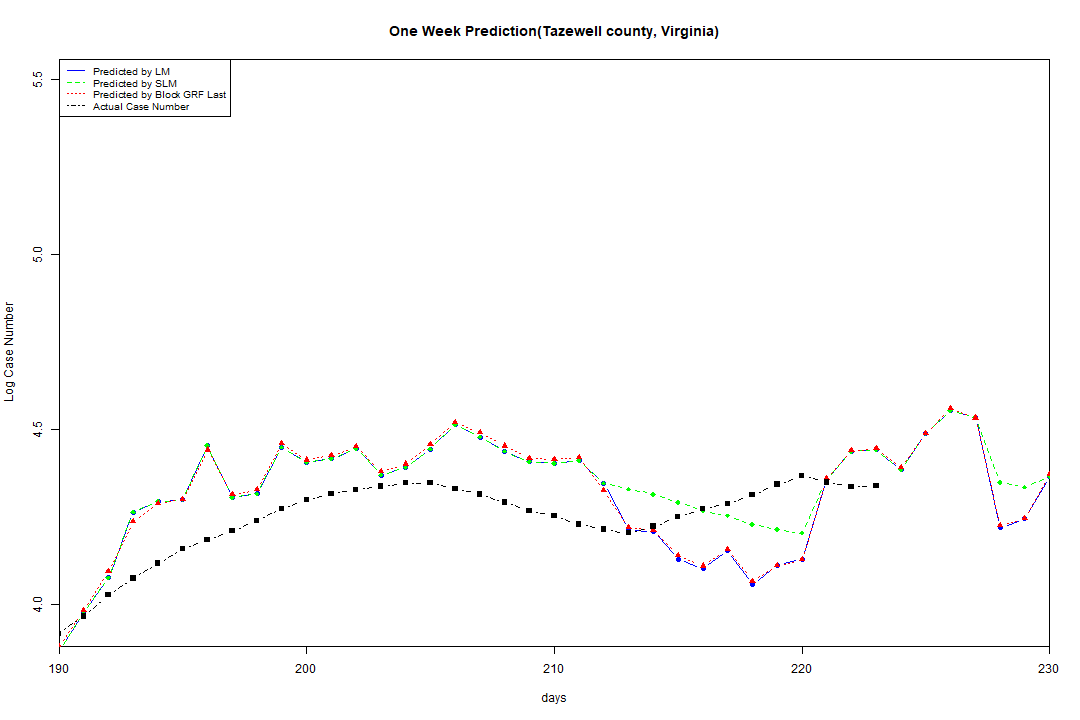 One Week Prediction(Tazewell county, Virginia)
Predicted by LM
Predicted by SLM
Predicted by Block GRF Last
Actual Case Number
5.5
5.0
4.5
4.0
Log Case Number
190
200
210
220
230
days